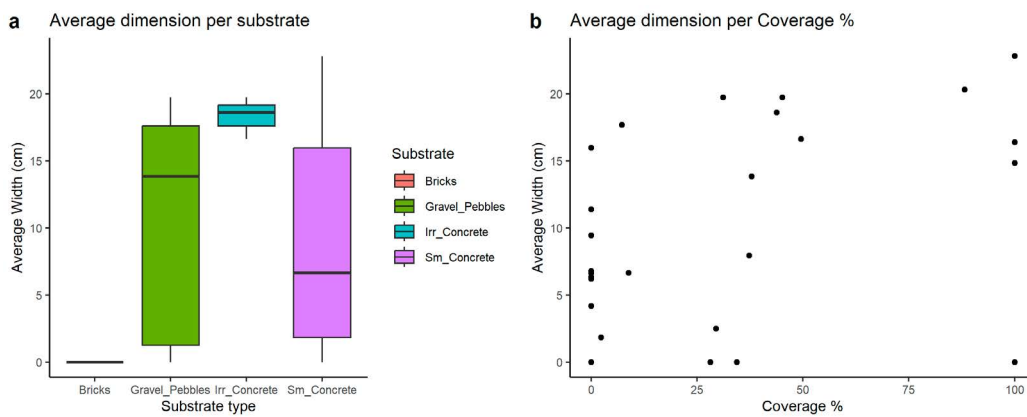 a
Average dimension per substrate
Average Width (cm)
20
15
10
5
0
Bricks
Gravel_Pebbles
Irr_Concrete
Sm_Concrete
Substrate type
Substrate
Bricks
Gravel_Pebbles
Irr_Concrete
Sm_Concrete
b
Average dimension per Coverage %
Average Width (cm)
20
15
10
5
0
0
25
50
75
100
Coverage %